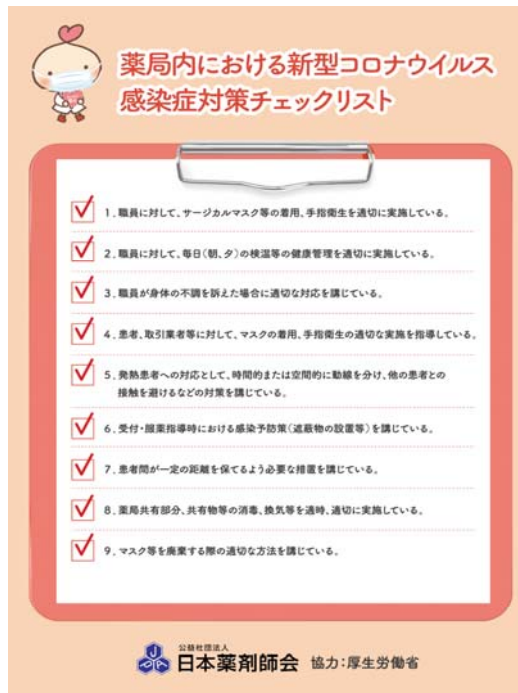 薬局内における新型コロナウイルス
感染症対策チェックリスト
1．職員に対して、サージカルマスク等の着用、手指衛生を適切に実施している。
2．職員に対して、毎日（朝、夕）の検温等の健康管理を適切に実施している。
3．職員が身体の不調を訴えた場合に適切な対応を講じている。
4．患者、取引業者等に対して、マスクの着用、手指衛生の適切な実施を指導している。
5．発熱患者への対応として、時間的または空間的に動線を分け、他の患者との
接触を避けるなどの対策を講じている。
6．受付・服薬指導時における感染予防策（遮蔽物の設置等）を講じている。
7．患者間が一定の距離を保てるよう必要な措置を講じている。
8．薬局共有部分、共有物等の消毒、換気等を適時、適切に実施している。
9．マスク等を廃棄する際の適切な方法を講じている。
公益社団法人
日本薬剤師会 協力：厚生労働省